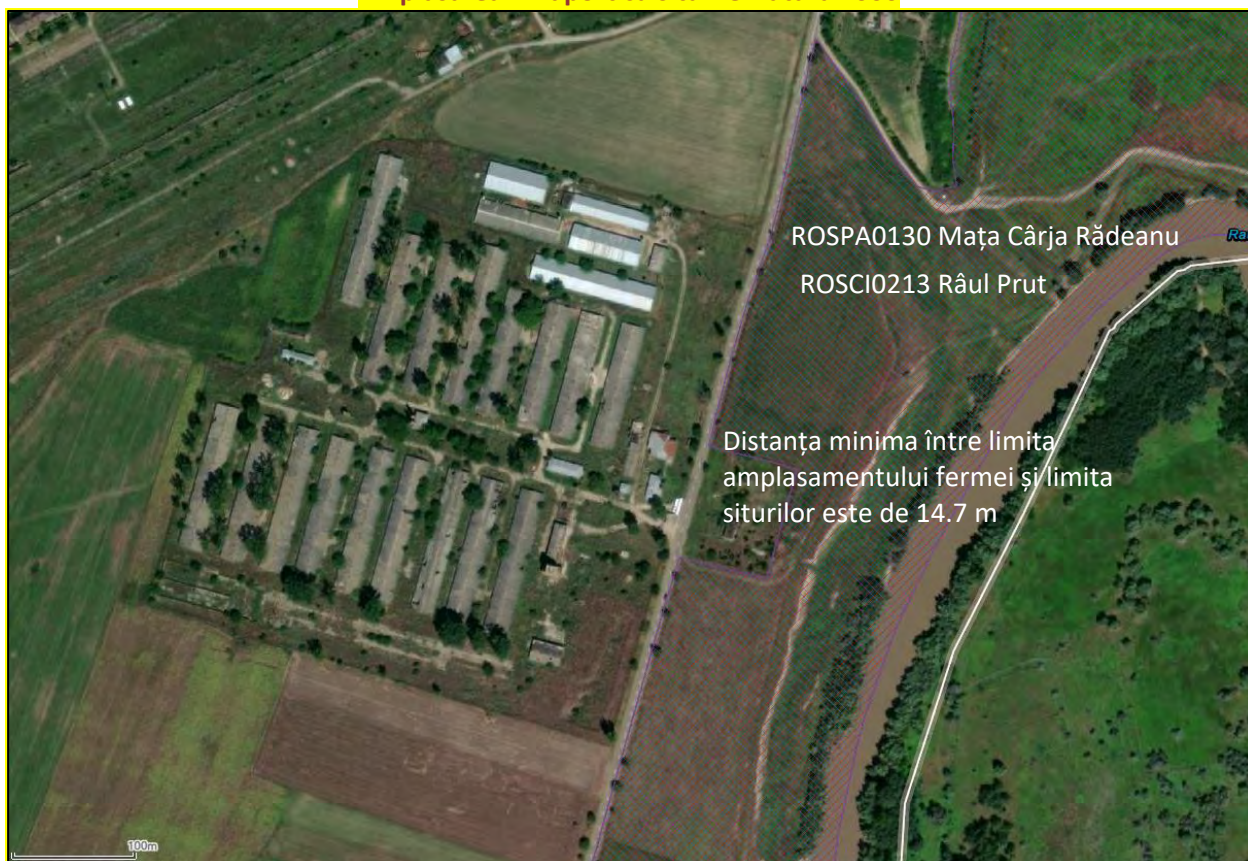 ROSPA0130 Mața Cârja Rădeanu
Ra
ROSCI0213 Râul Prut
Distanța minima între limita
amplasamentului fermei și limita
siturilor este de 14.7 m
100m